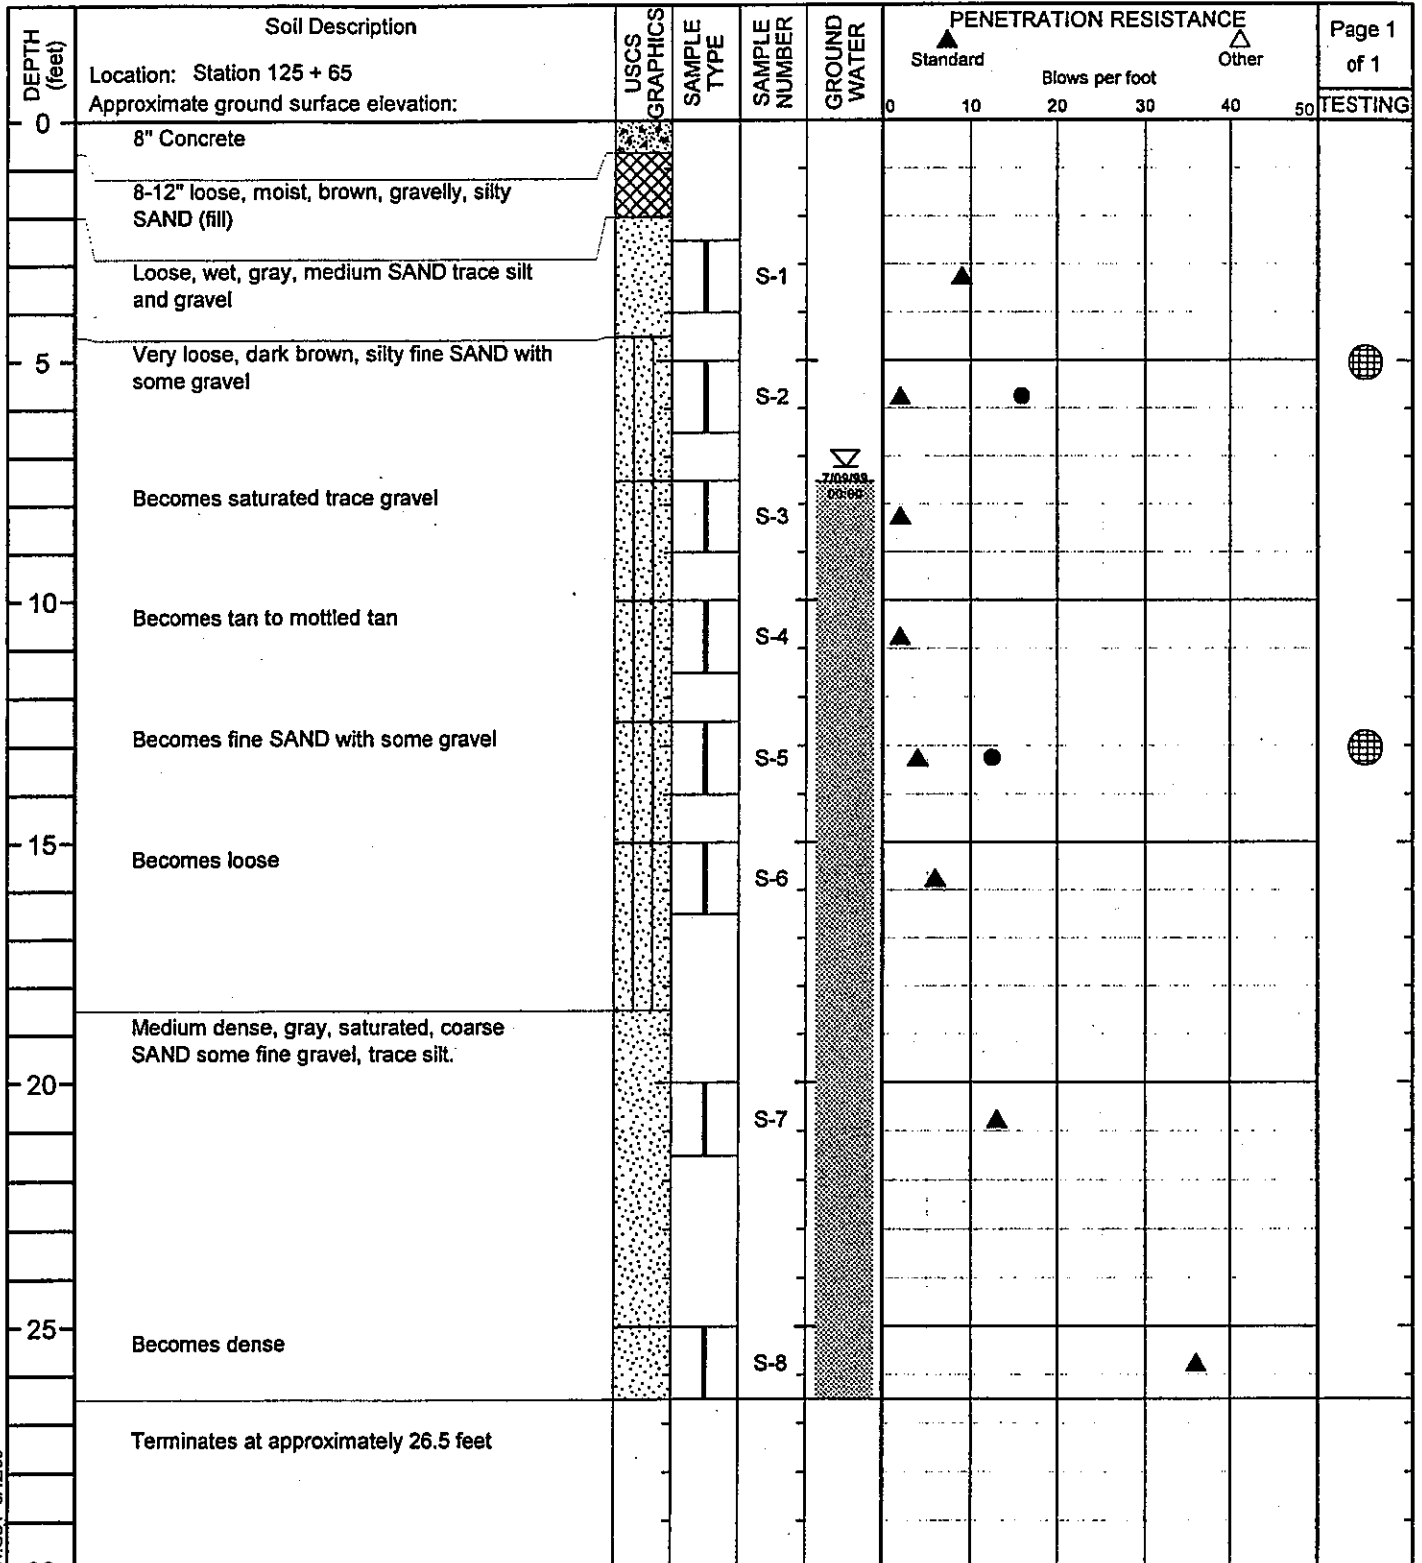 DEPTH
(feet)
Soil Description
Location: Station 125 + 65
Approximate ground surface elevation:
USCS
GRAPHICS
SAMPLE
TYPE
SAMPLE
NUMBER
GROUND
WATER
PENETRATION RESISTANCE
Standard
Other
Blows per foot
0 10 20 30 40 50
Page 1
of 1
TESTING
0
8" Concrete
8-12" loose, moist, brown, gravelly, silty
SAND (fill)
Loose, wet, gray, medium SAND trace silt
and gravel
S-1
Very loose, dark brown, silty fine SAND with
some gravel
5
S-2
7/09/99
00:00
Becomes saturated trace gravel
S-3
10
Becomes tan to mottled tan
S-4
Becomes fine SAND with some gravel
S-5
15
Becomes loose
S-6
Medium dense, gray, saturated, coarse
SAND some fine gravel, trace silt.
20
S-7
25
Becomes dense
S-8
Terminates at approximately 26.5 feet